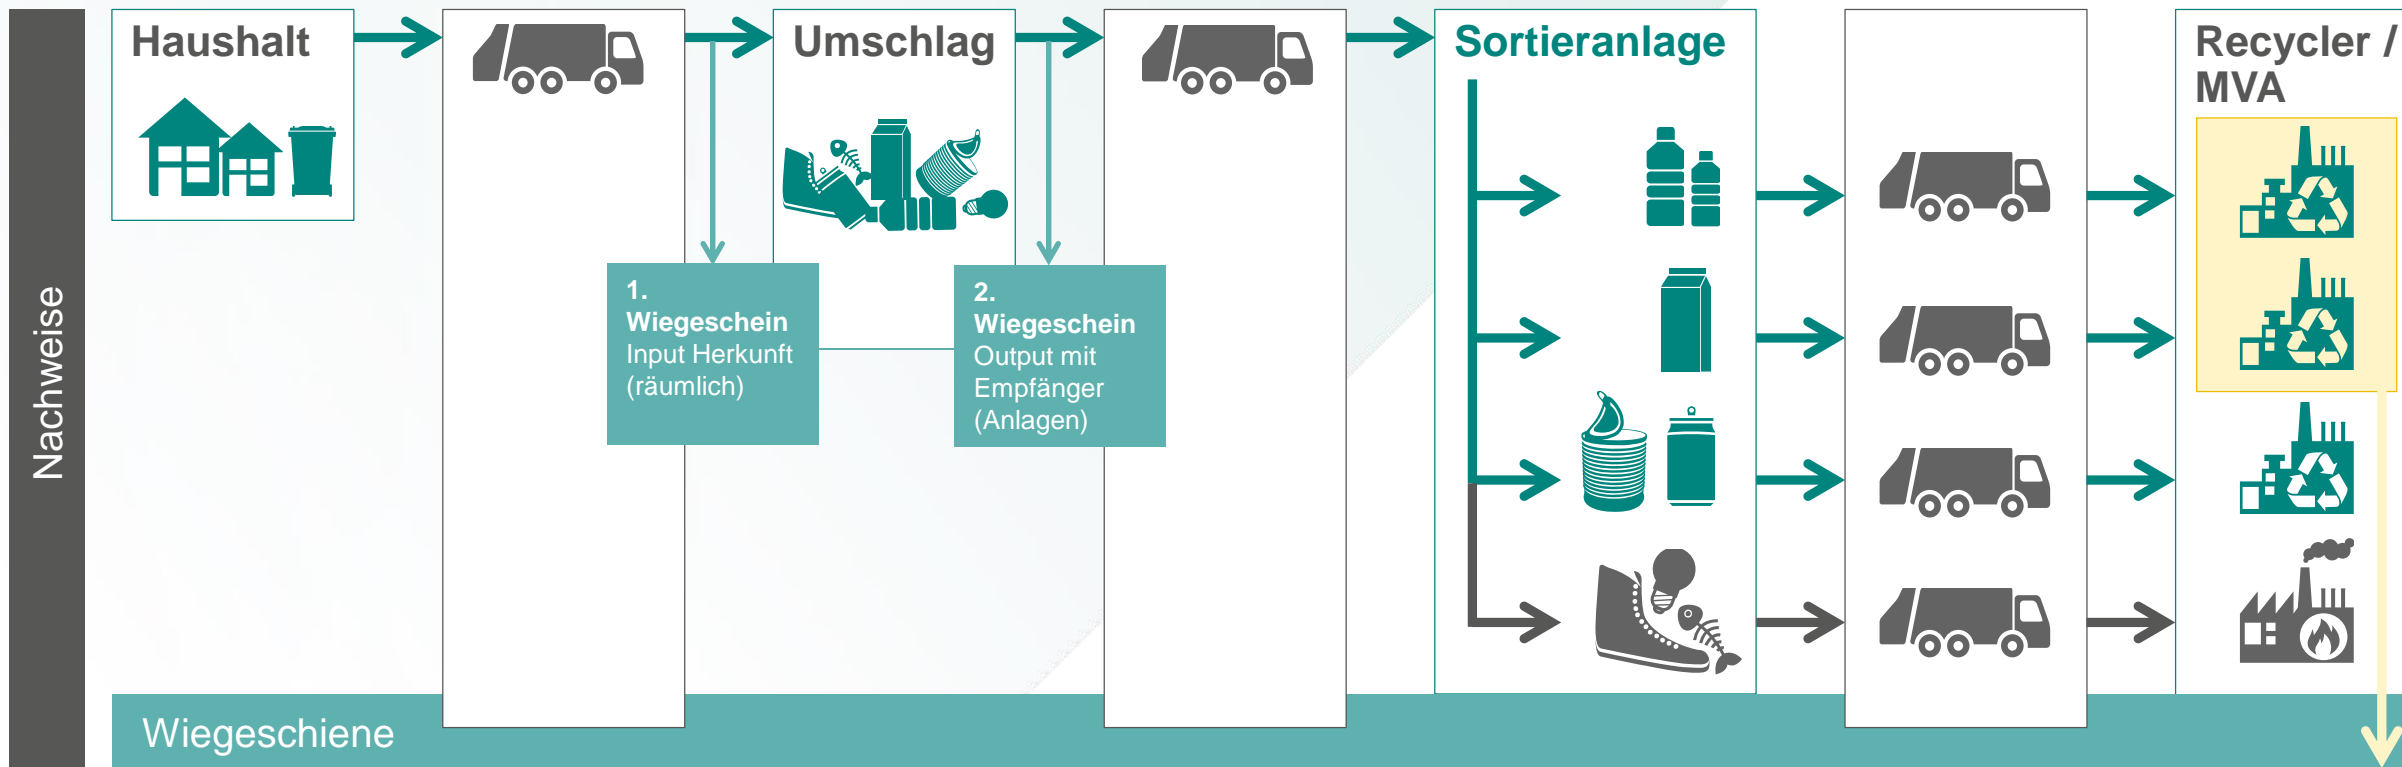 Nachweise
Haushalt
Umschlag
Sortieranlage
Recycler /
MVA
1.
Wiegeschein
Input Herkunft
(räumlich)
2.
Wiegeschein
Output mit
Empfänger
(Anlagen)
Wiegeschiene